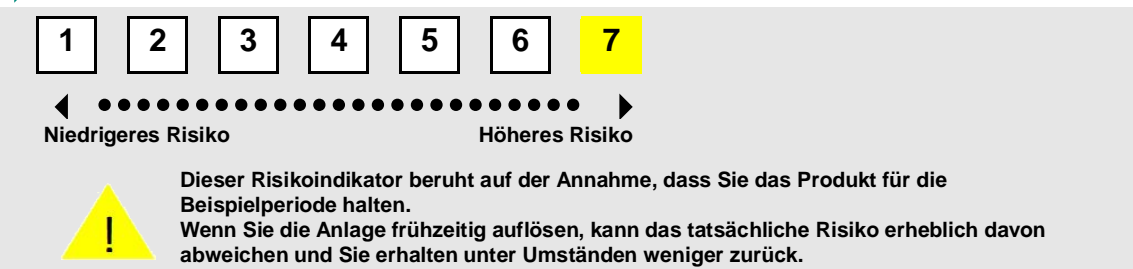 1 2 3 4 5 6 7
Niedrigeres Risiko Höheres Risiko
Dieser Risikoindikator beruht auf der Annahme, dass Sie das Produkt für die
Beispielperiode halten.
! Wenn Sie die Anlage frühzeitig auflösen, kann das tatsächliche Risiko erheblich davon
abweichen und Sie erhalten unter Umständen weniger zurück.